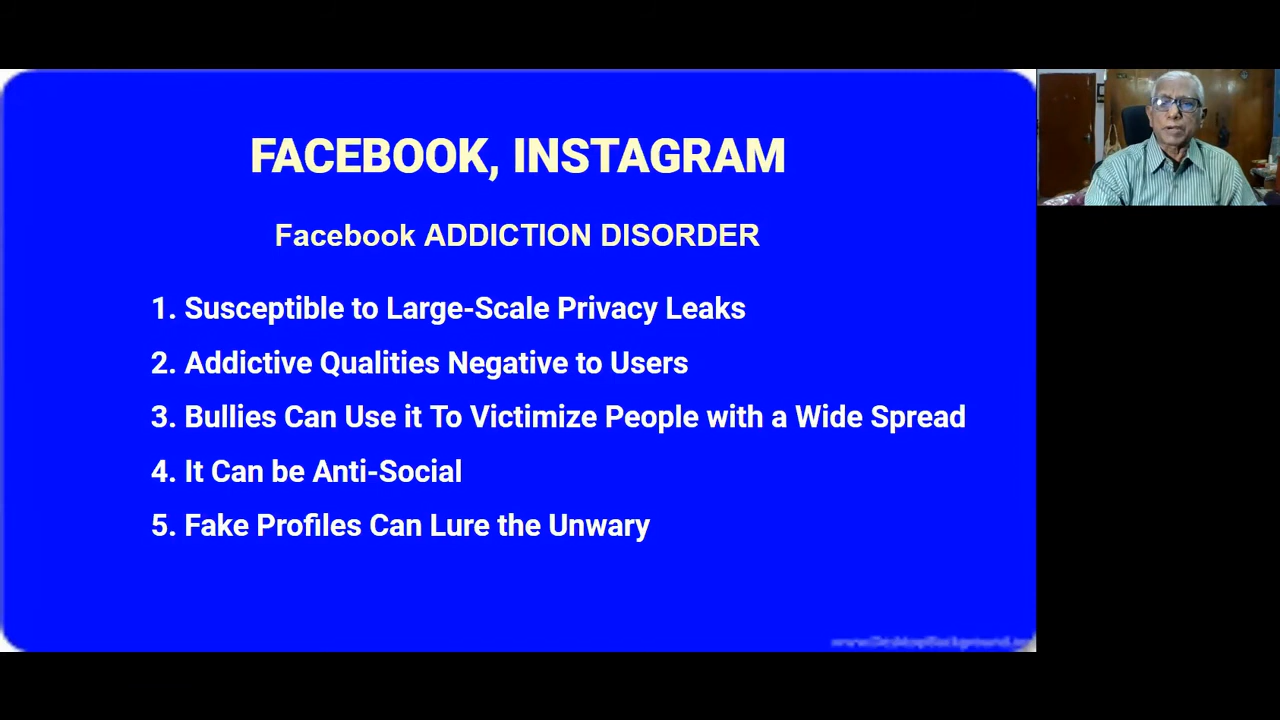 FACEBOOK, INSTAGRAM
Facebook ADDICTION DISORDER
1. Susceptible to Large-Scale Privacy Leaks
2. Addictive Qualities Negative to Users
3. Bullies Can Use it To Victimize People with a Wide Spread
4. It Can be Anti-Social
5. Fake Profiles Can Lure the Unwary